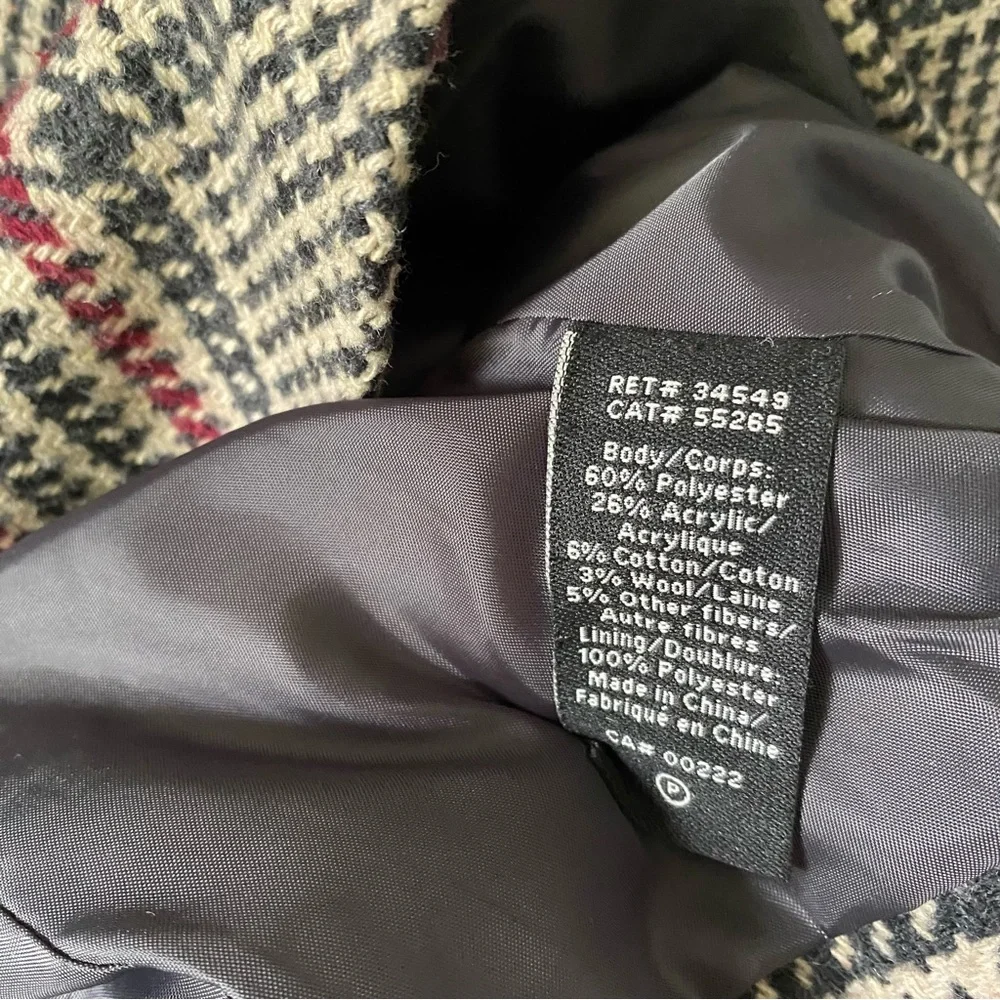 RET# 34549
CAT# 55265
Body/Corps:
60% Polyester
26% Acrylic/
Acrylique
6% Cotton/Coton
3% Wool/Laine
5% Other fibers/
Autre fibres
Lining/Doublure:
100% Polyester
Made in China/
Fabriqué en Chine
CA# 00222
P